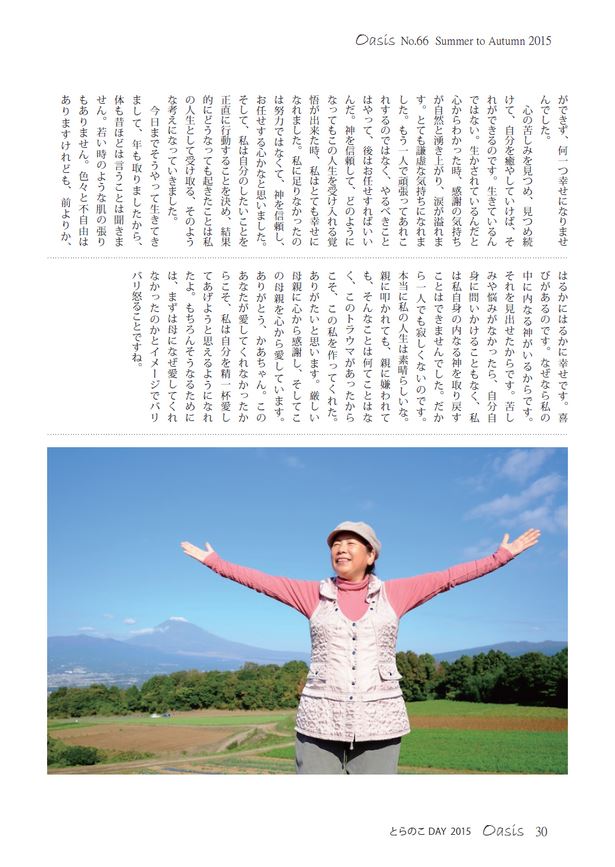 Oasis No.66 Summer to Autumn 2015
ができず、何一つ幸せになりませ
んでした。
　心の苦しみを見つめ、見つめ続
けて、自分を癒やしていけば、そ
れができるのです。生きているん
ではない。生かされているんだと
心からわかった時、感謝の気持ち
が自然と湧き上がり、涙が溢れま
す。とても謙虚な気持ちになれま
した。もう一人で頑張ってあれこ
れするのではなく、やるべきこと
はやって、後はお任せすればいい
んだ。神を信頼して、どのように
なってもこの人生を受け入れる覚
悟が出来た時、私はとても幸せに
なれました。私に足りなかったの
は努力ではなくて、神を信頼し、
お任せする心かなと思いました。
そして、私は自分のしたいことを
正直に行動することを決め、結果
的にどうなっても起きたことは私
の人生として受け取る、そのよう
な考えになっていきました。
　今日までそうやって生きてき
まして、年も取りましたから、
体も昔ほどは言うことは聞きま
せん。若い時のような肌の張り
もありません。色々と不自由は
ありますけれども、前よりか、
はるかにはるかに幸せです。喜
びがあるのです。なぜなら私の
中に内なる神がいるからです。
それを見出せたからです。苦し
みや悩みがなかったら、自分自
身に問いかけることもなく、私
は私自身の内なる神を取り戻す
ことはできませんでした。だか
ら一人でも寂しくないのです。
本当に私の人生は素晴らしいな。
親に叩かれても、親に嫌われて
も、そんなことは何てことはな
く、このトラウマがあったから
こそ、この私を作ってくれた。
ありがたいと思います。厳しい
母親に心から感謝し、そしてこ
の母親を心から愛しています。
ありがとう、かあちゃん。この
あなたが愛してくれなかったか
らこそ、私は自分を精一杯愛し
てあげようと思えるようになれ
たよ。もちろんそうなるために
は、まずは母になぜ愛してくれ
なかったのかとイメージでバリ
バリ怒ることですね。
とらのこ DAY 2015 Oasis 30